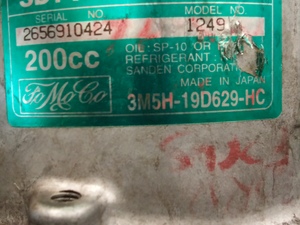 SERIAL NO. MODEL NO.
2656910424 1249
200cc OIL: SP-10 OR
REFRIGERANT:
SANDEN CORPORATION
MADE IN JAPAN
FoMoCo 3M5H-19D629-HC